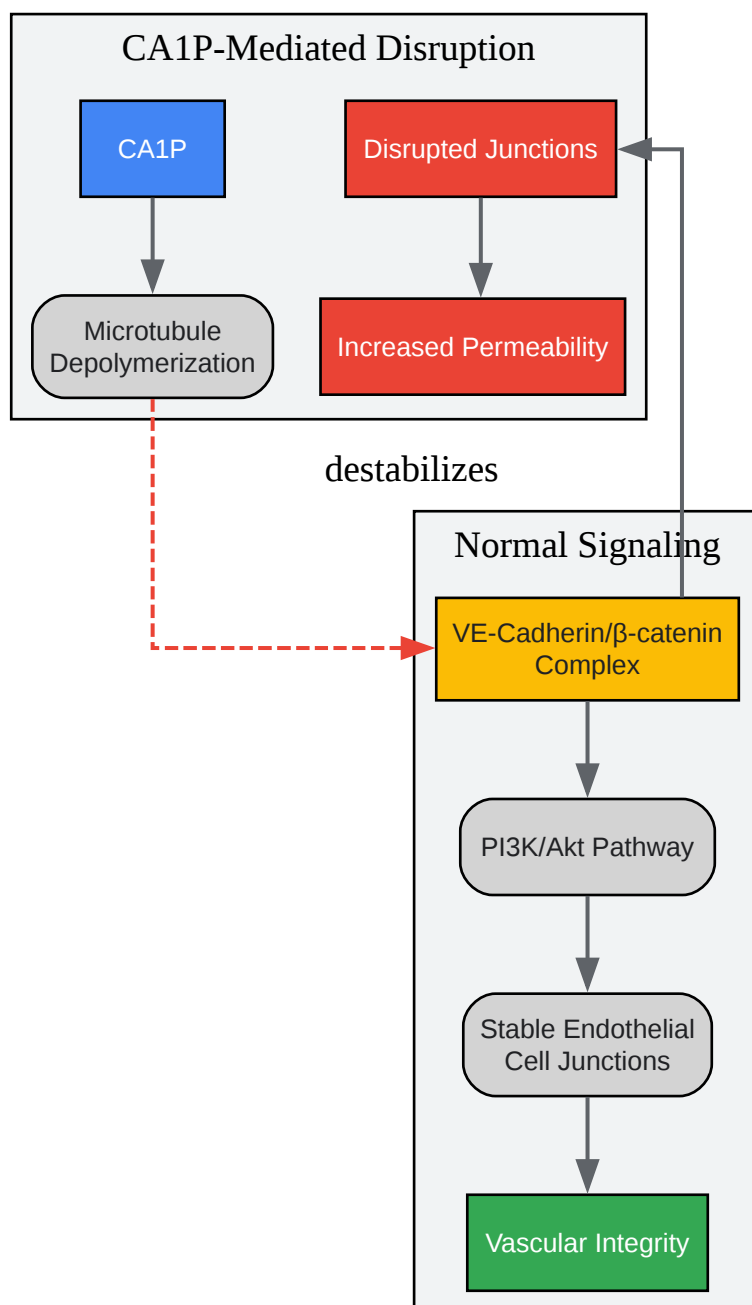 CA1P-Mediated Disruption
CA1P
Disrupted Junctions
Microtubule
Depolymerization
Increased Permeability
destabilizes
Normal Signaling
VE-Cadherin/β-catenin
Complex
PI3K/Akt Pathway
Stable Endothelial
Cell Junctions
Vascular Integrity